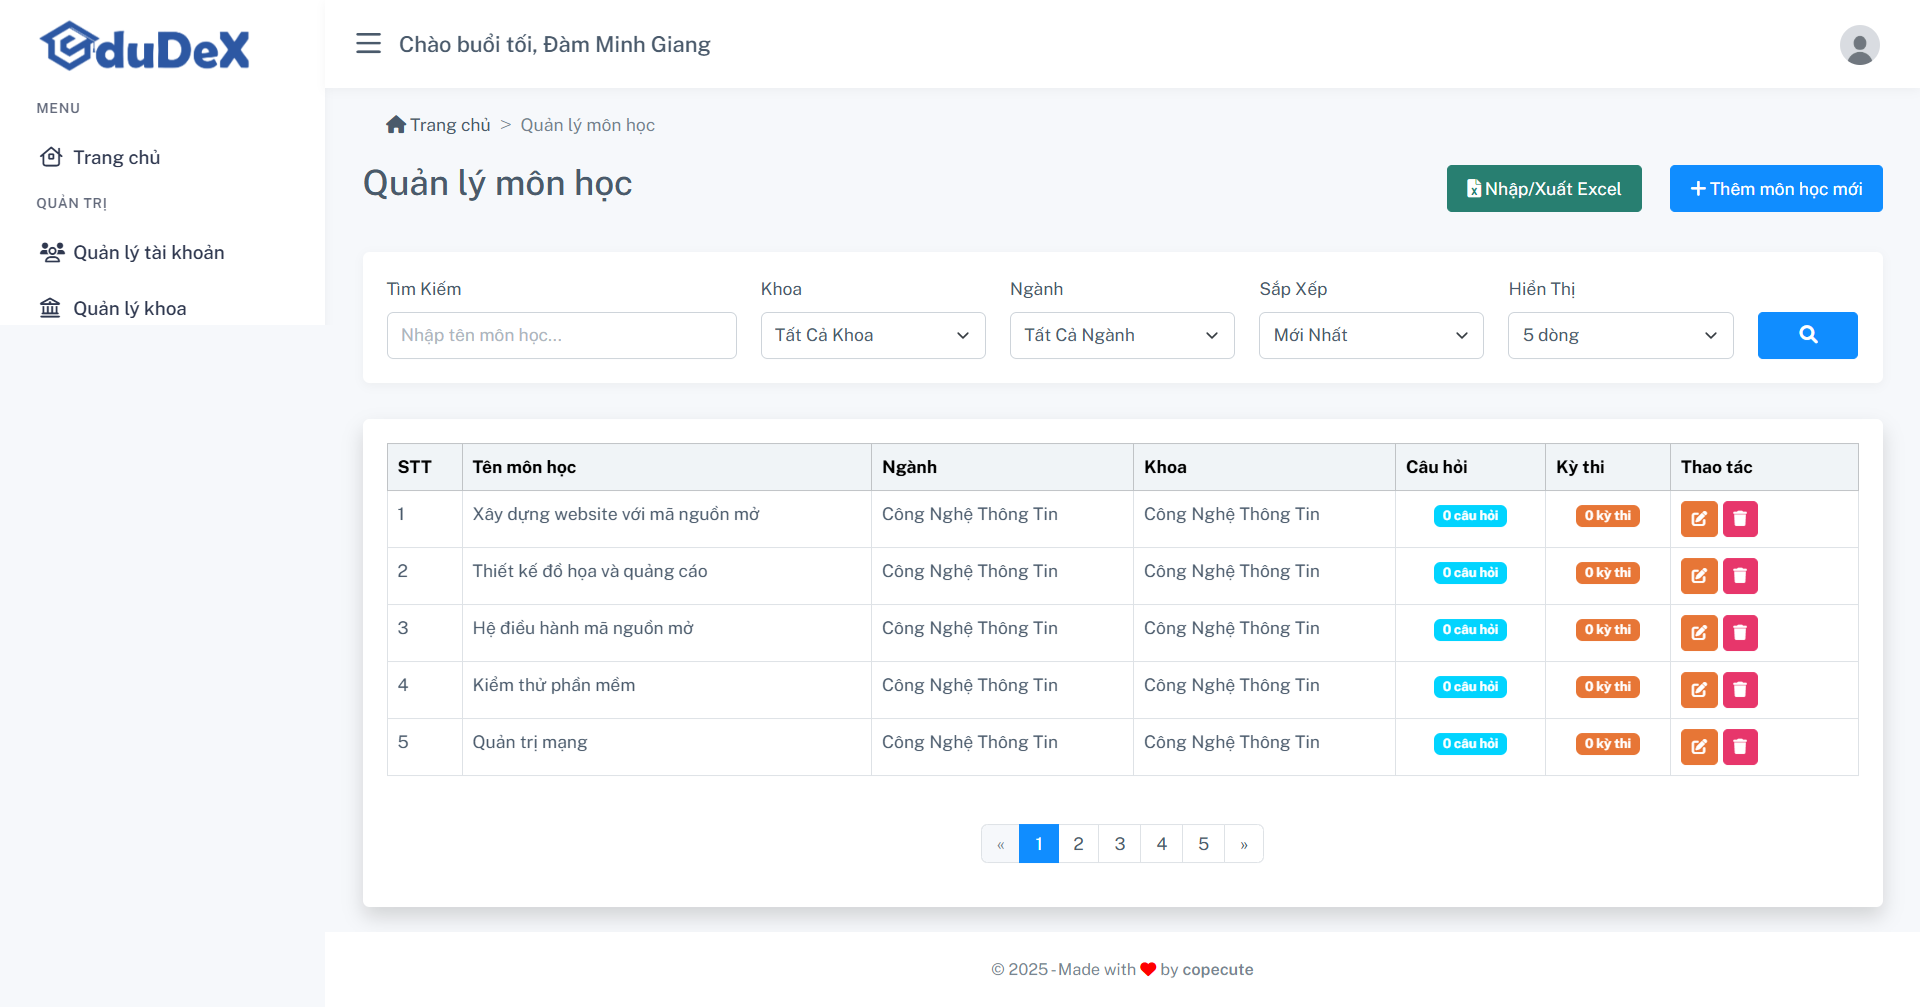 EduDeX
MENU
Trang chủ
QUẢN TRỊ
Quản lý tài khoản
Quản lý khoa
Chào buổi tối, Đàm Minh Giang
Trang chủ > Quản lý môn học
Quản lý môn học
Nhập/Xuất Excel
Thêm môn học mới
Tìm Kiếm Khoa Ngành Sắp Xếp Hiển Thị
Nhập tên môn học... Tất Cả Khoa Tất Cả Ngành Mới Nhất 5 dòng
STT Tên môn học Ngành Khoa Câu hỏi Kỳ thi Thao tác
1 Xây dựng website với mã nguồn mở Công Nghệ Thông Tin Công Nghệ Thông Tin 0 câu hỏi 0 kỳ thi
2 Thiết kế đồ họa và quảng cáo Công Nghệ Thông Tin Công Nghệ Thông Tin 0 câu hỏi 0 kỳ thi
3 Hệ điều hành mã nguồn mở Công Nghệ Thông Tin Công Nghệ Thông Tin 0 câu hỏi 0 kỳ thi
4 Kiểm thử phần mềm Công Nghệ Thông Tin Công Nghệ Thông Tin 0 câu hỏi 0 kỳ thi
5 Quản trị mạng Công Nghệ Thông Tin Công Nghệ Thông Tin 0 câu hỏi 0 kỳ thi
« 1 2 3 4 5 »
© 2025 - Made with ❤ by copecute